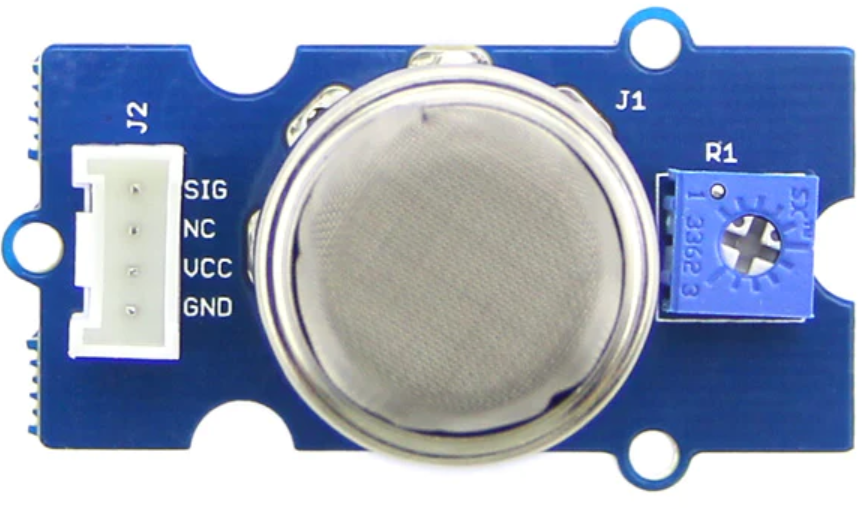 J2
SIG
NC
VCC
GND
J1
R1
1 3362 3